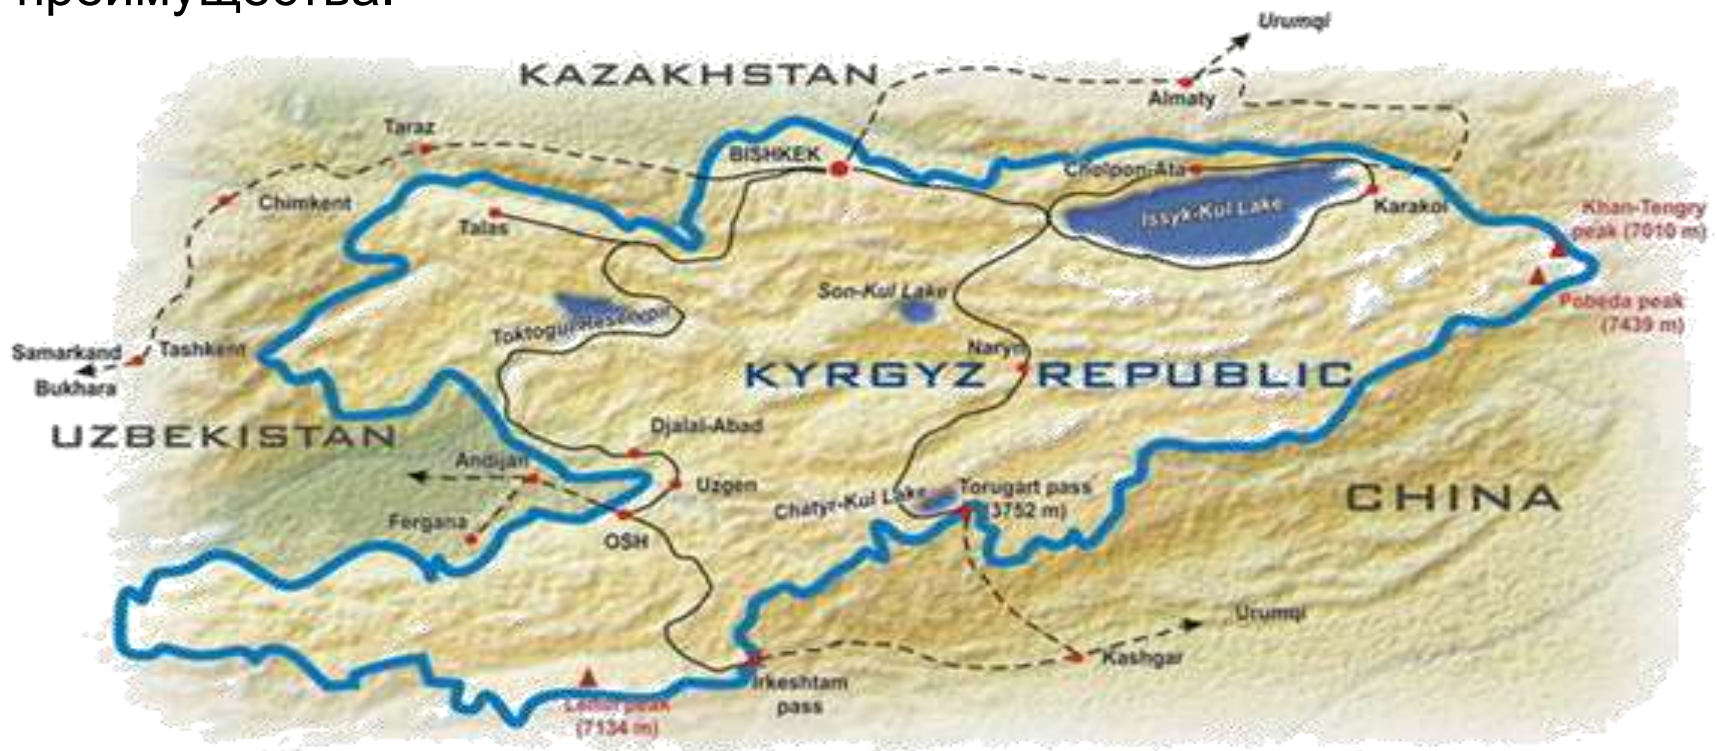 преимущества.
Urumqi
KAZAKHSTAN
Almaty
Taraz
BISHKEK
Cholpon-Ata
Chimkent
Issyk-Kul Lake
Karakol
Khan-Tengry
peak (7010 m)
Talas
Son-Kul Lake
Pobeda peak
(7439 m)
Toktogul Reservoir
Samarkand
Tashkent
Naryn
Bukhara
KYRGYZ REPUBLIC
UZBEKISTAN
Djalal-Abad
Andijan
Uzgen
Chatyr-Kul Lake
Torugart pass
(3752 m)
CHINA
Fergana
OSH
Urumqi
Kashgar
Irkeshtam
pass
Lenin peak
(7134 m)